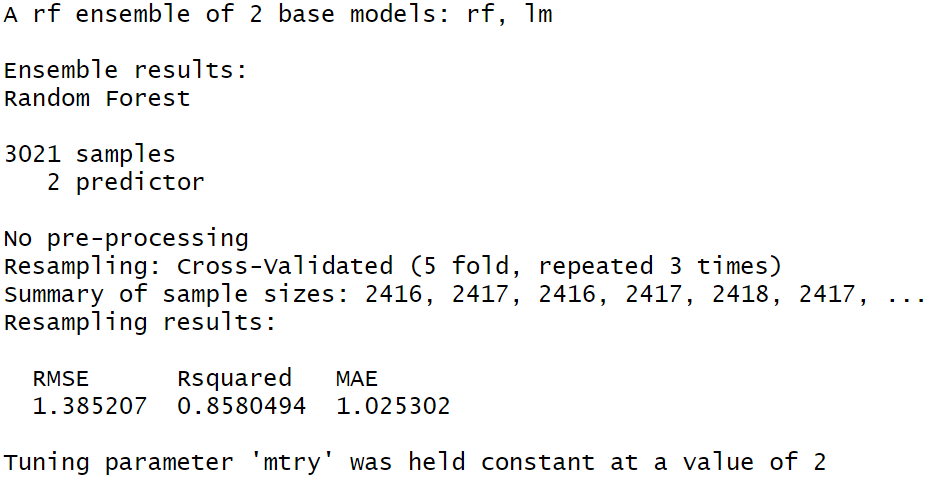 A rf ensemble of 2 base models: rf, lm
Ensemble results:
Random Forest
3021 samples
2 predictor
No pre-processing
Resampling: Cross-Validated (5 fold, repeated 3 times)
Summary of sample sizes: 2416, 2417, 2416, 2417, 2418, 2417, ...
Resampling results:
RMSE Rsquared MAE
1.385207 0.8580494 1.025302
Tuning parameter 'mtry' was held constant at a value of 2